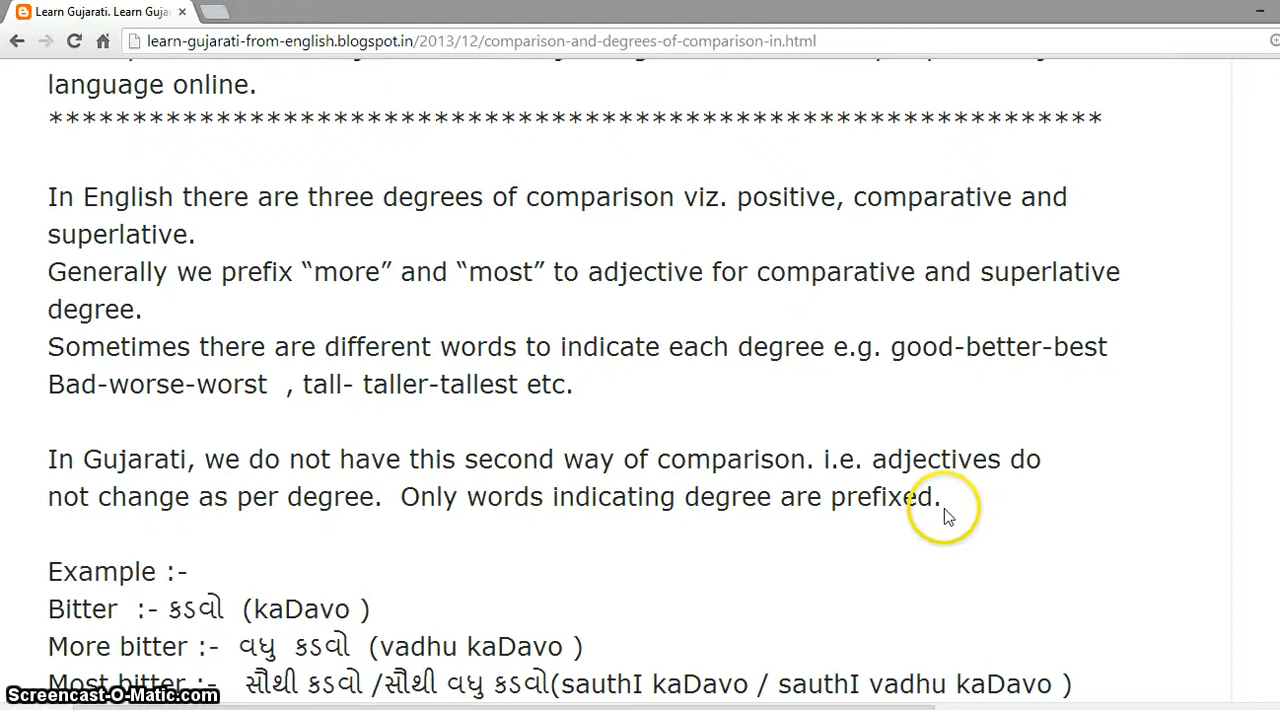 Learn Gujarati. Learn Guja
learn-gujarati-from-english.blogspot.in/2013/12/comparison-and-degrees-of-comparison-in.html
language online.
****************************************************************
In English there are three degrees of comparison viz. positive, comparative and
superlative.
Generally we prefix “more” and “most” to adjective for comparative and superlative
degree.
Sometimes there are different words to indicate each degree e.g. good-better-best
Bad-worse-worst  , tall- taller-tallest etc.
In Gujarati, we do not have this second way of comparison. i.e. adjectives do
not change as per degree.  Only words indicating degree are prefixed.
Example :-
Bitter  :- કડવો  (kaDavo )
More bitter :-  વધુ  કડવો  (vadhu kaDavo )
Most bitter :-   સૌથી કડવો /સૌથી વધુ કડવો(sauthI kaDavo / sauthI vadhu kaDavo )
Screencast-O-Matic.com